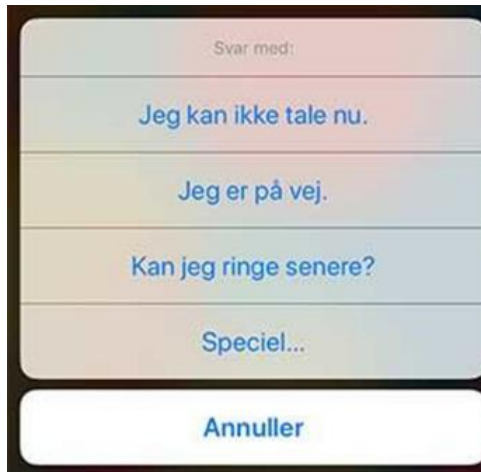 Svar med:
Jeg kan ikke tale nu.
Jeg er på vej.
Kan jeg ringe senere?
Speciel...
Annuller